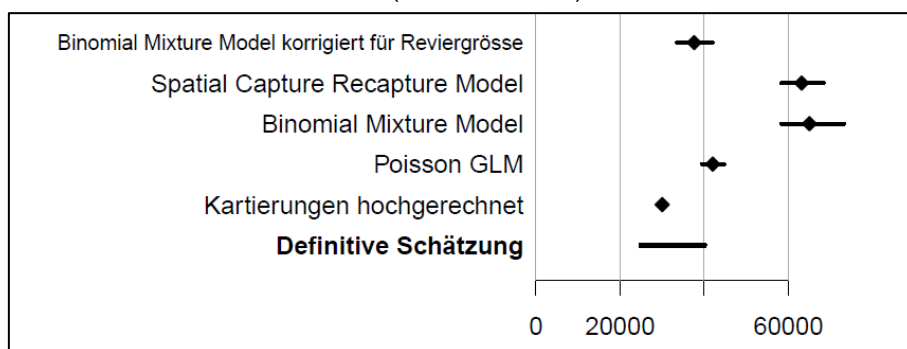 Binomial Mixture Model korrigiert für Reviergrösse
Spatial Capture Recapture Model
Binomial Mixture Model
Poisson GLM
Kartierungen hochgerechnet
Definitive Schätzung
0 20000 60000